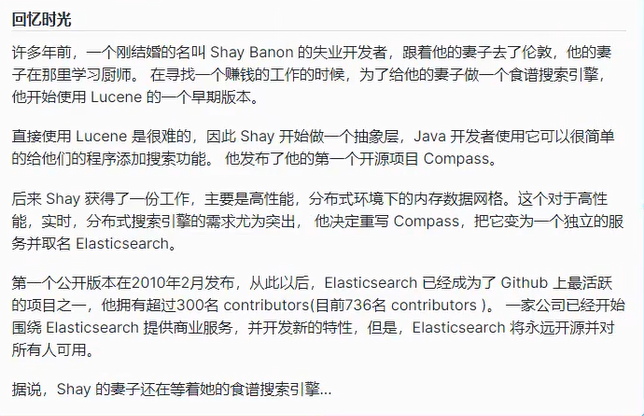 回忆时光
许多年前，一个刚结婚的名叫 Shay Banon 的失业开发者，跟着他的妻子去了伦敦，他的妻
子在那里学习厨师。 在寻找一个赚钱的工作的时候，为了给他的妻子做一个食谱搜索引擎，
他开始使用 Lucene 的一个早期版本。
直接使用 Lucene 是很难的，因此 Shay 开始做一个抽象层，Java 开发者使用它可以很简单
的给他们的程序添加搜索功能。 他发布了他的第一个开源项目 Compass。
后来 Shay 获得了一份工作，主要是高性能，分布式环境下的内存数据网格。这个对于高性
能，实时，分布式搜索引擎的需求尤为突出， 他决定重写 Compass，把它变为一个独立的服
务并取名 Elasticsearch。
第一个公开版本在2010年2月发布，从此以后，Elasticsearch 已经成为了 Github 上最活跃
的项目之一，他拥有超过300名 contributors(目前736名 contributors )。 一家公司已经开始
围绕 Elasticsearch 提供商业服务，并开发新的特性，但是，Elasticsearch 将永远开源并对
所有人可用。
据说，Shay 的妻子还在等着她的食谱搜索引擎…